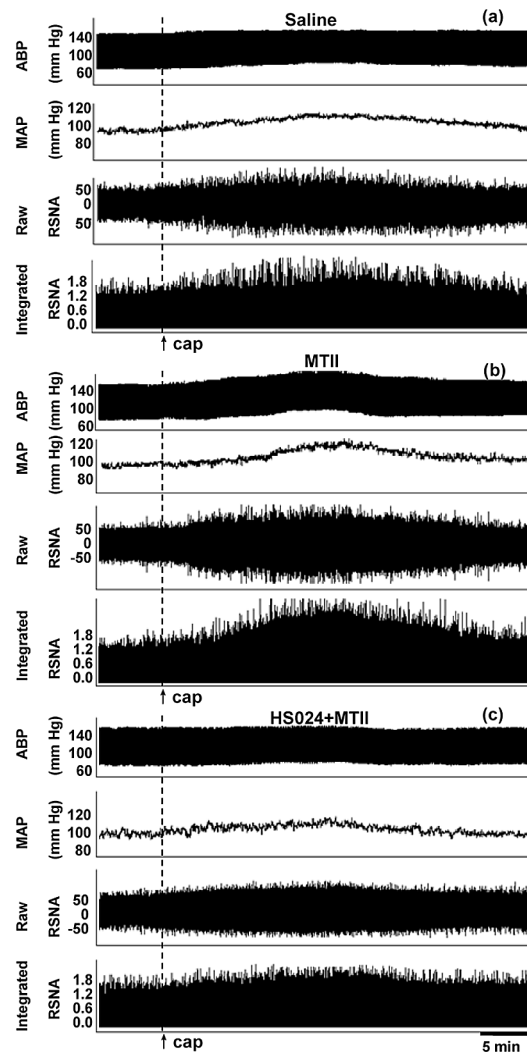 Saline
(a)
ABP
(mm Hg)
140
100
60
MAP
(mm Hg)
120
100
80
Raw
RSNA
50
0
50
Integrated
RSNA
1.8
1.2
0.6
0.0
cap
MTII
(b)
ABP
(mm Hg)
140
100
60
MAP
(mm Hg)
120
100
80
Raw
RSNA
50
0
-50
Integrated
RSNA
1.8
1.2
0.6
0.0
cap
HS024+MTII
(c)
ABP
(mm Hg)
140
100
60
MAP
(mm Hg)
120
100
80
Raw
RSNA
50
0
-50
Integrated
RSNA
1.8
1.2
0.6
0.0
cap
5 min